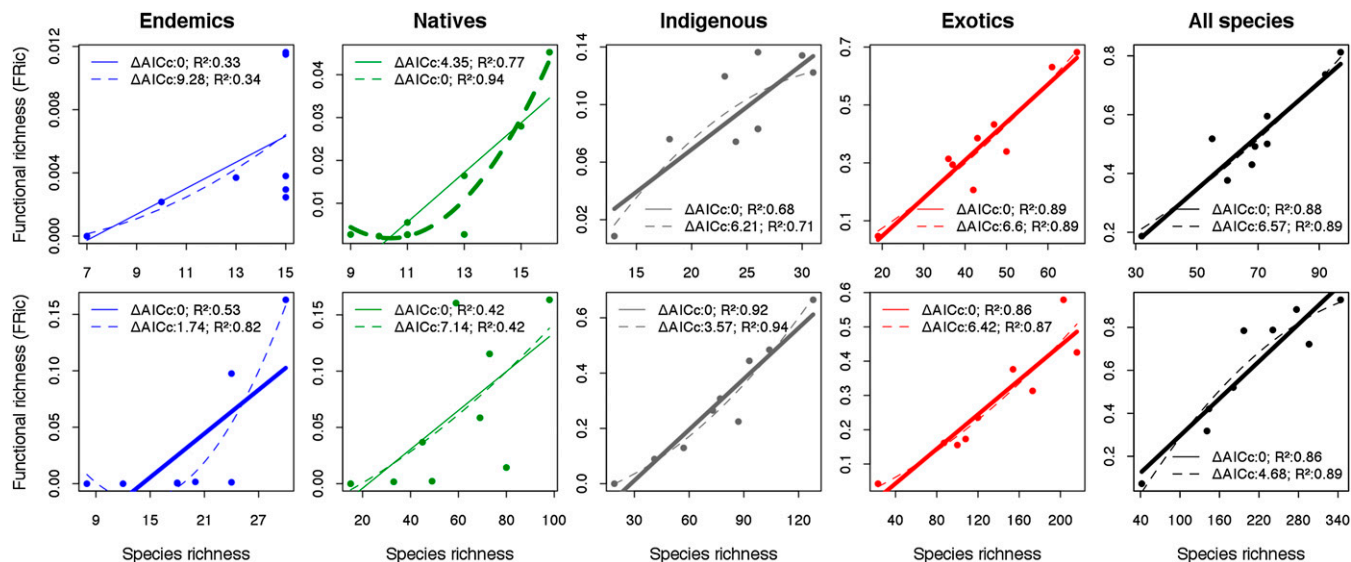 Endemics Natives Indigenous Exotics All species
Functional richness (FRic)
0.000 0.004 0.008 0.012
ΔAICc:0; R²:0.33
ΔAICc:9.28; R²:0.34
7 9 11 13 15
0.01 0.02 0.03 0.04
ΔAICc:4.35; R²:0.77
ΔAICc:0; R²:0.94
9 11 13 15
0.02 0.06 0.10 0.14
ΔAICc:0; R²:0.68
ΔAICc:6.21; R²:0.71
15 20 25 30
0.1 0.3 0.5 0.7
ΔAICc:0; R²:0.89
ΔAICc:6.6; R²:0.89
20 30 40 50 60
0.2 0.4 0.6 0.8
ΔAICc:0; R²:0.88
ΔAICc:6.57; R²:0.89
30 50 70 90
Functional richness (FRic)
0.00 0.05 0.10 0.15
ΔAICc:0; R²:0.53
ΔAICc:1.74; R²:0.82
9 15 21 27
Species richness
0.00 0.05 0.10 0.15
ΔAICc:0; R²:0.42
ΔAICc:7.14; R²:0.42
20 40 60 80 100
Species richness
0.0 0.2 0.4 0.6
ΔAICc:0; R²:0.92
ΔAICc:3.57; R²:0.94
20 40 60 80 100 120
Species richness
0.1 0.2 0.3 0.4 0.5 0.6
ΔAICc:0; R²:0.86
ΔAICc:6.42; R²:0.87
40 80 120 160 200
Species richness
0.2 0.4 0.6 0.8
ΔAICc:0; R²:0.86
ΔAICc:4.68; R²:0.89
40 100 160 220 280 340
Species richness